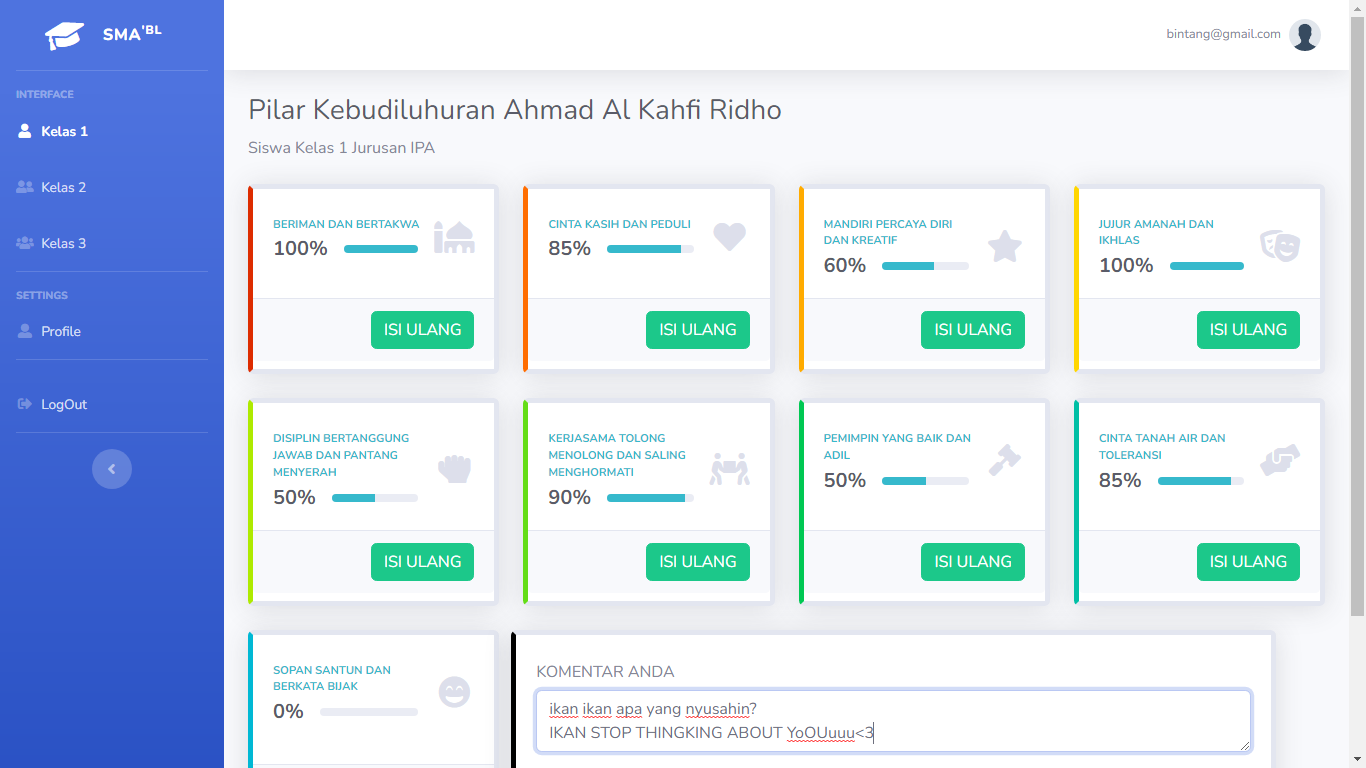 SMA'BL
bintang@gmail.com
INTERFACE
Kelas 1
Kelas 2
Kelas 3
SETTINGS
Profile
LogOut
Pilar Kebudiluhuran Ahmad Al Kahfi Ridho
Siswa Kelas 1 Jurusan IPA
BERIMAN DAN BERTAKWA
100%
ISI ULANG
CINTA KASIH DAN PEDULI
85%
ISI ULANG
MANDIRI PERCAYA DIRI
DAN KREATIF
60%
ISI ULANG
JUJUR AMANAH DAN
IKHLAS
100%
ISI ULANG
DISIPLIN BERTANGGUNG
JAWAB DAN PANTANG
MENYERAH
50%
ISI ULANG
KERJASAMA TOLONG
MENOLONG DAN SALING
MENGHORMATI
90%
ISI ULANG
PEMIMPIN YANG BAIK DAN
ADIL
50%
ISI ULANG
CINTA TANAH AIR DAN
TOLERANSI
85%
ISI ULANG
SOPAN SANTUN DAN
BERKATA BIJAK
0%
KOMENTAR ANDA
ikan ikan apa yang nyusahin?
IKAN STOP THINGKING ABOUT YoOUuuu<3